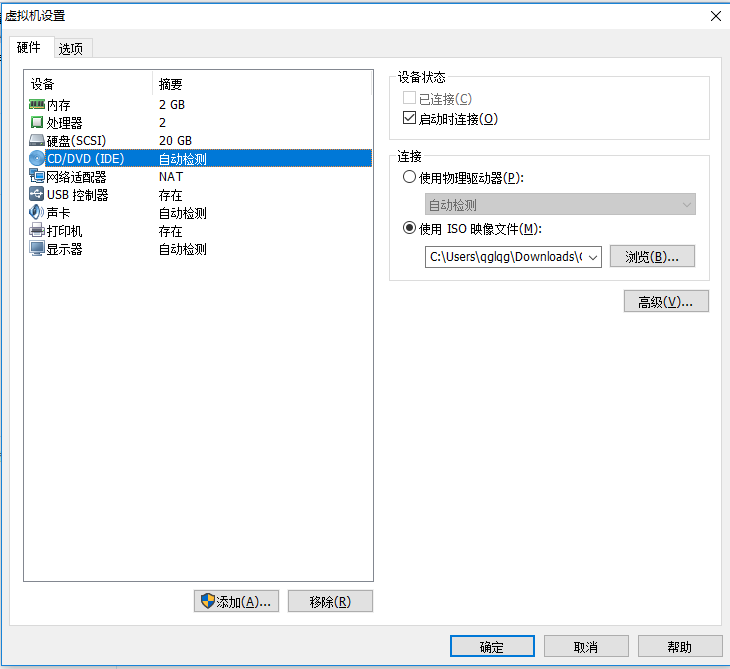 虚拟机设置
硬件 选项
设备 摘要
内存 2 GB
处理器 2
硬盘(SCSI) 20 GB
CD/DVD (IDE) 自动检测
网络适配器 NAT
USB 控制器 存在
声卡 自动检测
打印机 存在
显示器 自动检测
添加(A)... 移除(R)
设备状态
已连接(C)
启动时连接(O)
连接
使用物理驱动器(P):
自动检测
使用 ISO 映像文件(M):
C:\Users\qglqg\Downloads\ 浏览(B)...
高级(V)...
确定 取消 帮助